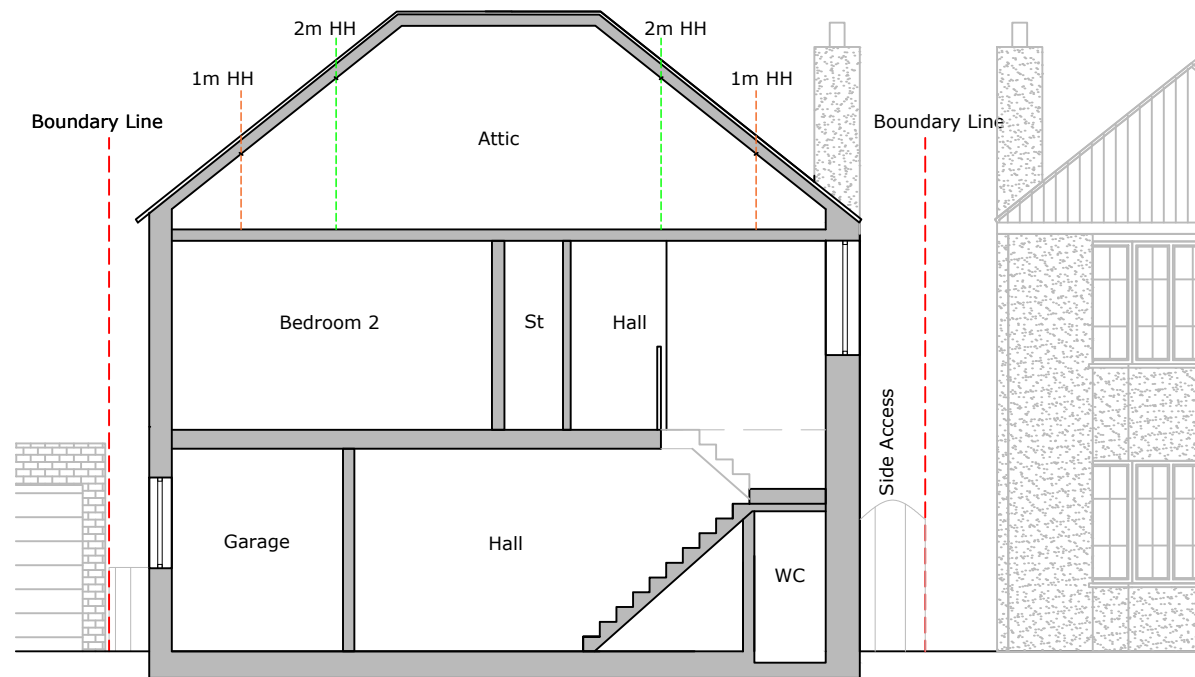 2m HH
2m HH
1m HH
1m HH
Boundary Line
Boundary Line
Attic
Bedroom 2
St
Hall
Side Access
Garage
Hall
WC